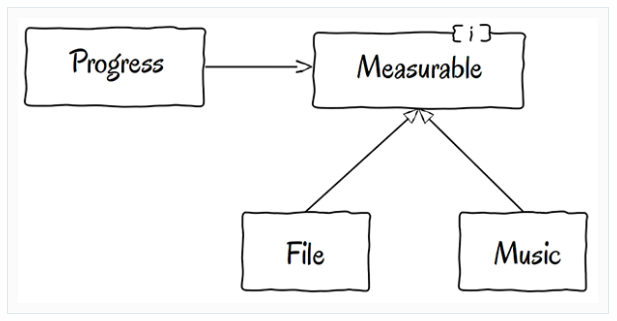 Progress
[ i ]
Measurable
File
Music